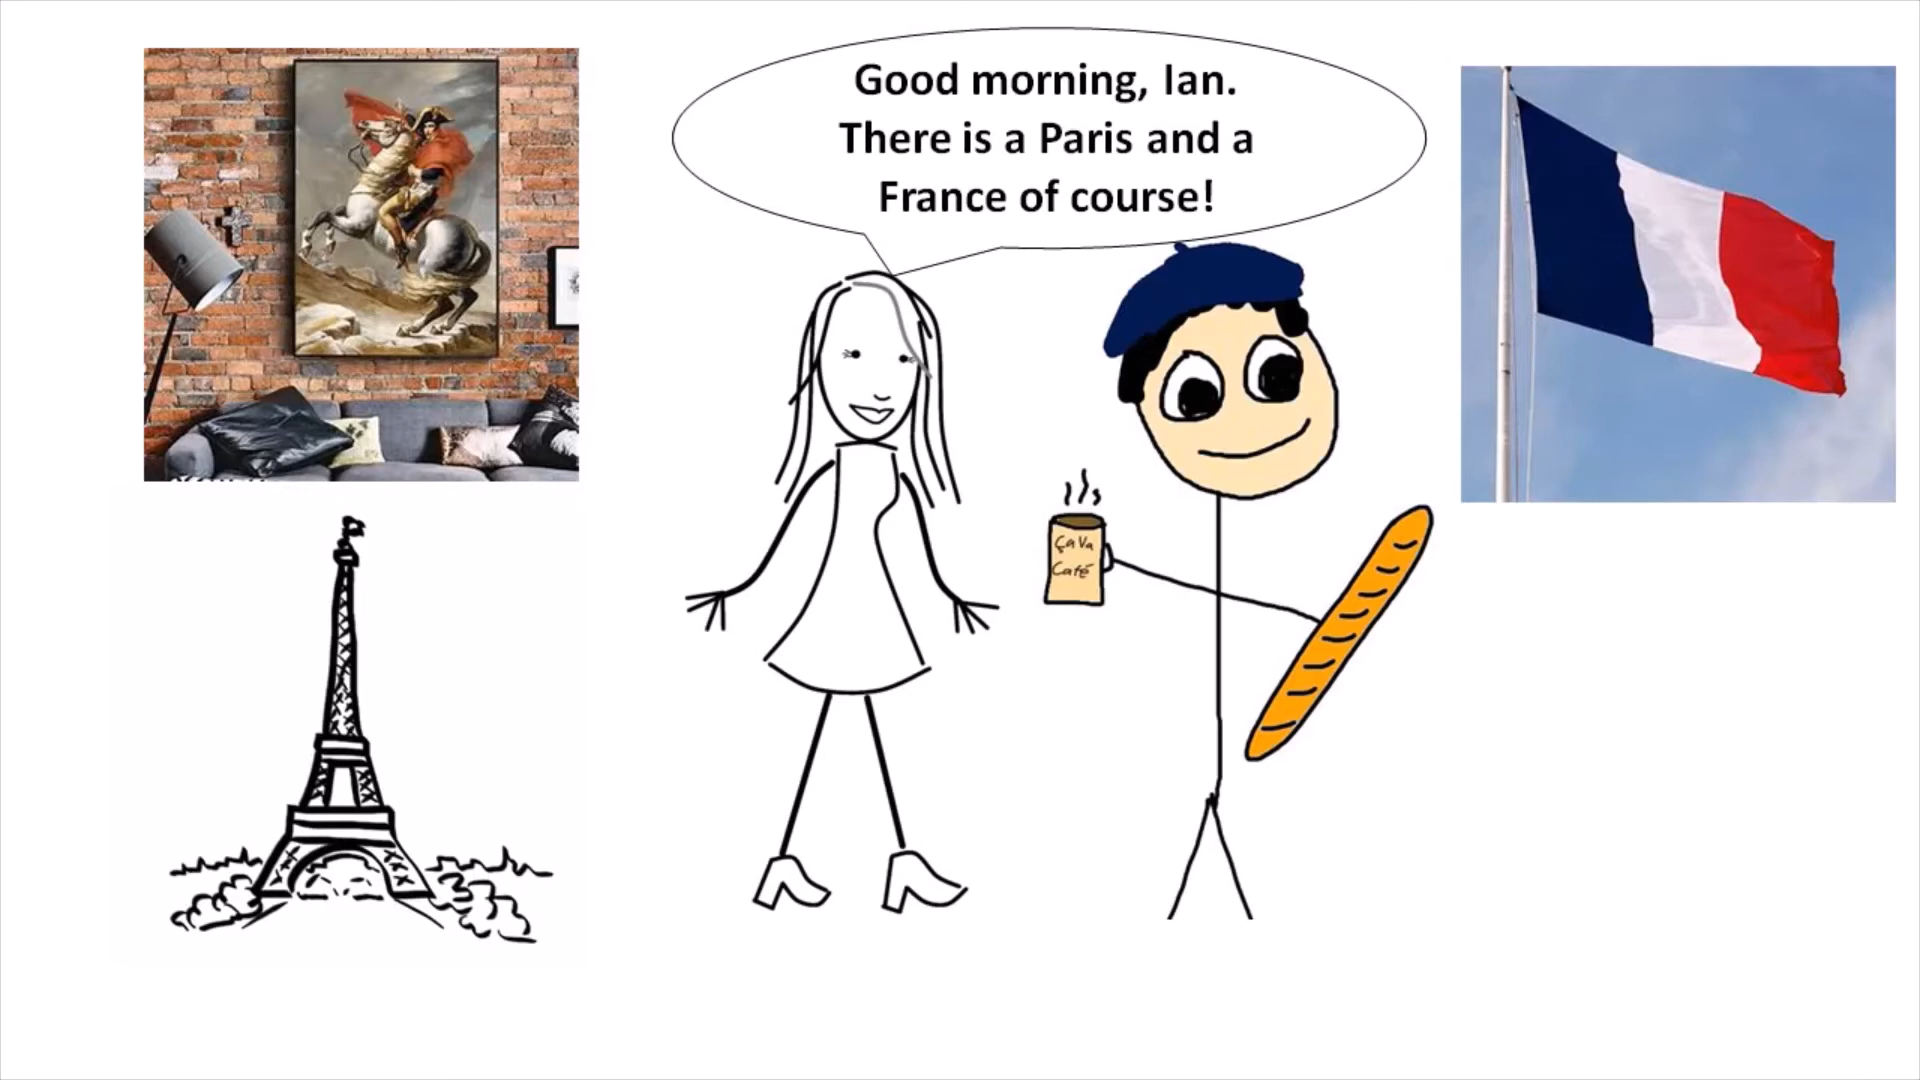 Good morning, Ian.
There is a Paris and a
France of course!
ça Va
Café